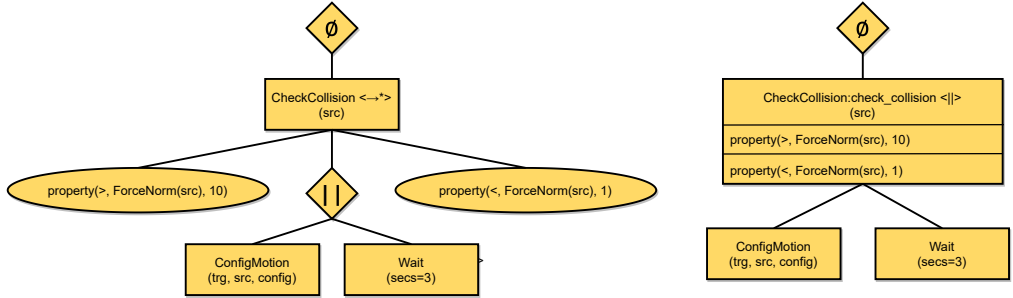 Ø
CheckCollision <→*>
(src)
property(>, ForceNorm(src), 10)
||
property(<, ForceNorm(src), 1)
ConfigMotion
(trg, src, config)
Wait
(secs=3)
>
Ø
CheckCollision:check_collision <||>
(src)
property(>, ForceNorm(src), 10)
property(<, ForceNorm(src), 1)
ConfigMotion
(trg, src, config)
Wait
(secs=3)